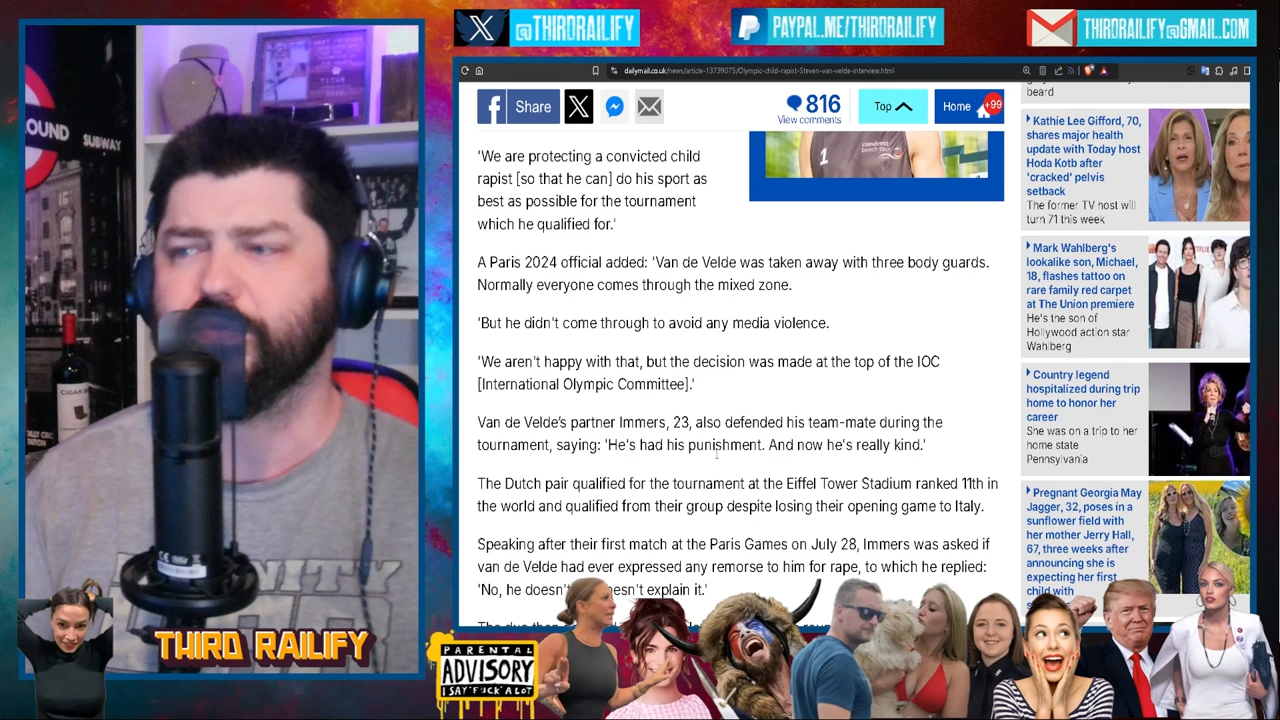 @THIRDRAILIFY
PAYPAL.ME/THIRDRAILIFY
THIRDRAILIFY@GMAIL.COM
dailymail.co.uk/news/article-13739075/Olympic-child-rapist-Steven-van-velde-interview.html
Share
816
View comments
Top
Home
+99
'We are protecting a convicted child
rapist [so that he can] do his sport as
best as possible for the tournament
which he qualified for.'
A Paris 2024 official added: 'Van de Velde was taken away with three body guards.
Normally everyone comes through the mixed zone.
'But he didn't come through to avoid any media violence.
'We aren't happy with that, but the decision was made at the top of the IOC
[International Olympic Committee].'
Van de Velde's partner Immers, 23, also defended his team-mate during the
tournament, saying: 'He's had his punishment. And now he's really kind.'
The Dutch pair qualified for the tournament at the Eiffel Tower Stadium ranked 11th in
the world and qualified from their group despite losing their opening game to Italy.
Speaking after their first match at the Paris Games on July 28, Immers was asked if
van de Velde had ever expressed any remorse to him for rape, to which he replied:
'No, he doesn't explain it.'
1
beard
Kathie Lee Gifford, 70,
shares major health
update with Today host
Hoda Kotb after
'cracked' pelvis
setback
The former TV host will
turn 71 this week
Mark Wahlberg's
lookalike son, Michael,
18, flashes tattoo on
rare family red carpet
at The Union premiere
He's the son of
Hollywood action star
Wahlberg
Country legend
hospitalized during trip
home to honor her
career
She was on a trip to her
home state
Pennsylvania
Pregnant Georgia May
Jagger, 32, poses in a
sunflower field with
her mother Jerry Hall,
67, three weeks after
announcing she is
expecting her first
child with
OUND
SUBWAY
THIRD RAILIFY
PARENTAL
ADVISORY
I SAY "FUCK" ALOT